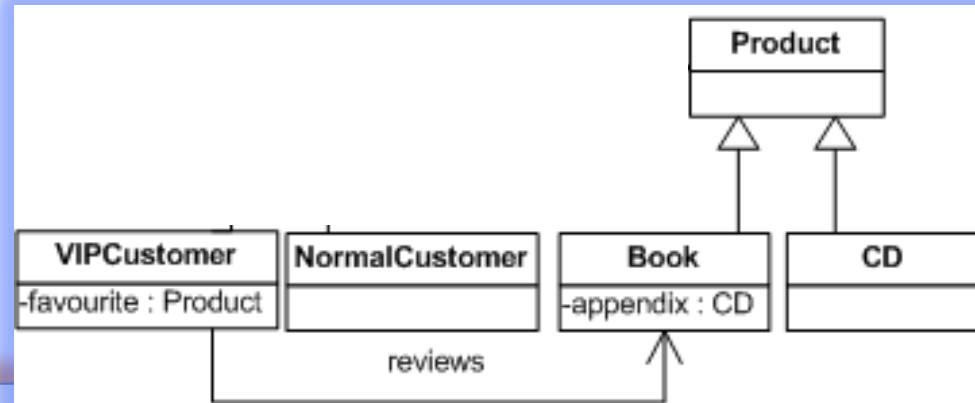 Product
VIPCustomer
-favourite : Product
NormalCustomer
Book
-appendix : CD
CD
reviews